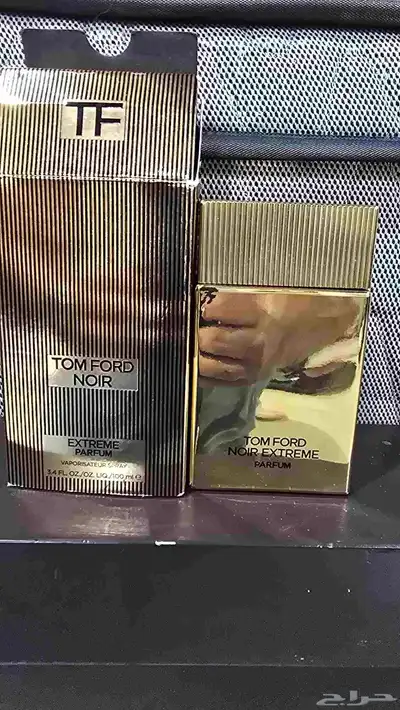 TF
TOM FORD
NOIR
EXTREME
PARFUM
VAPORISATEUR SPRAY
3.4 FL. OZ./OZ. LIQ./100 ml e
TOM FORD
NOIR EXTREME
PARFUM
حراج